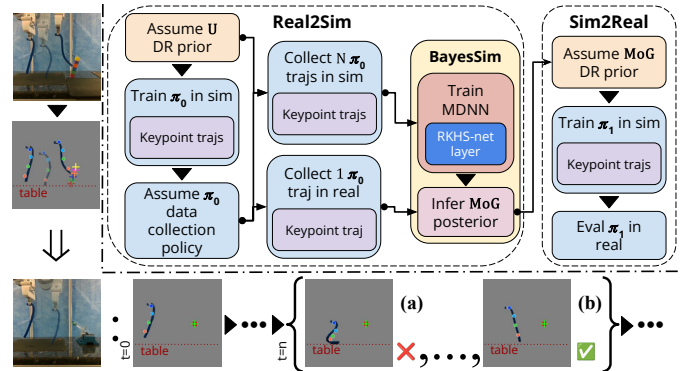 Real2Sim
Sim2Real
Assume U
DR prior
Train π₀ in sim
Keypoint trajs
Assume π₀
data
collection
policy
Collect N π₀
trajs in sim
Keypoint trajs
Collect 1 π₀
traj in real
Keypoint traj
BayesSim
Train
MDNN
RKHS-net
layer
Infer MoG
posterior
Assume MoG
DR prior
Train π₁ in sim
Keypoint trajs
Eval π₁ in
real
table
t=0
table
t=n
table
(a)
table
(b)